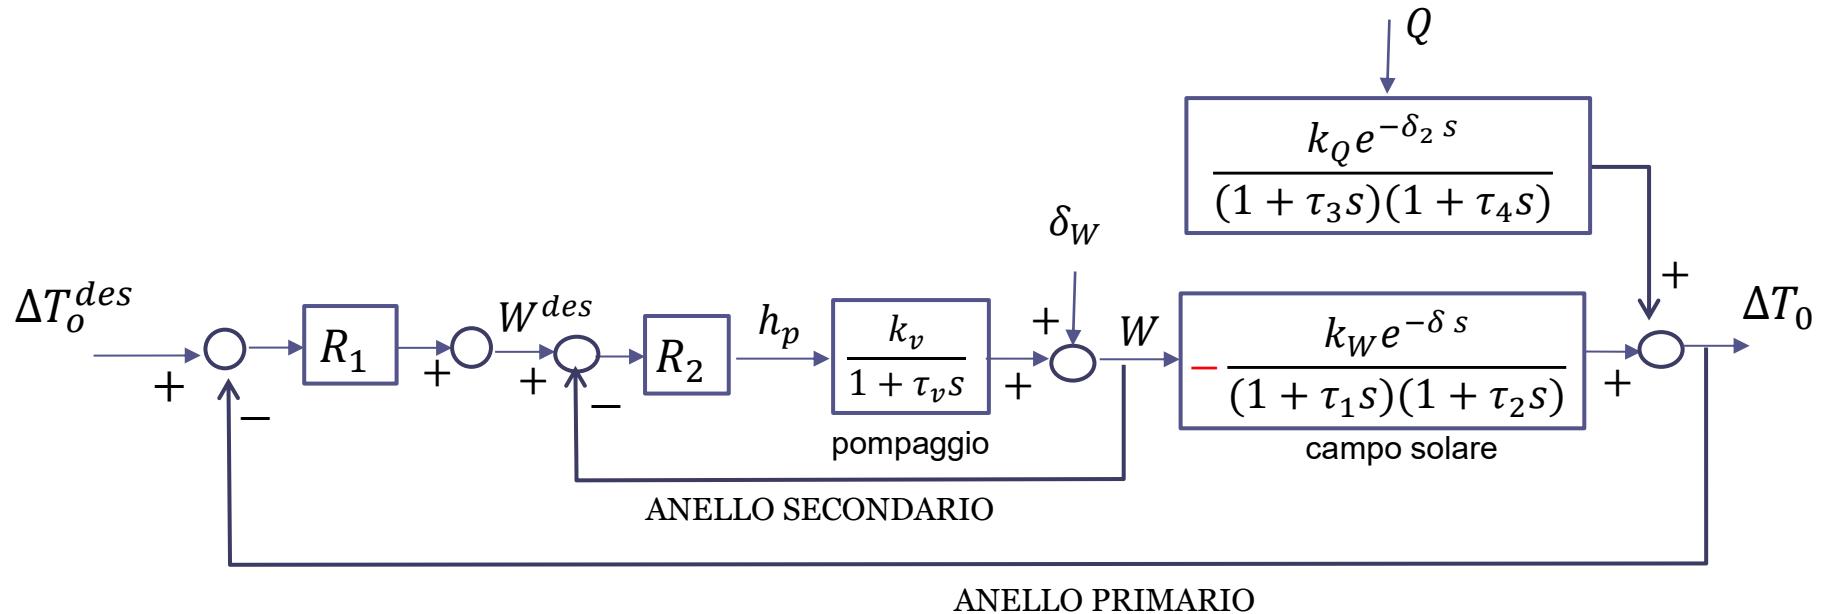 Q
k_Q e^{-δ_2 s}
(1 + τ_3 s)(1 + τ_4 s)
δ_W
+
ΔT_o^{des}
+
−
R_1
+
W^{des}
+
−
R_2
h_p
k_v
1 + τ_v s
pompaggio
+
+
W
− k_W e^{-δ s}
(1 + τ_1 s)(1 + τ_2 s)
campo solare
+
ΔT_0
ANELLO SECONDARIO
ANELLO PRIMARIO